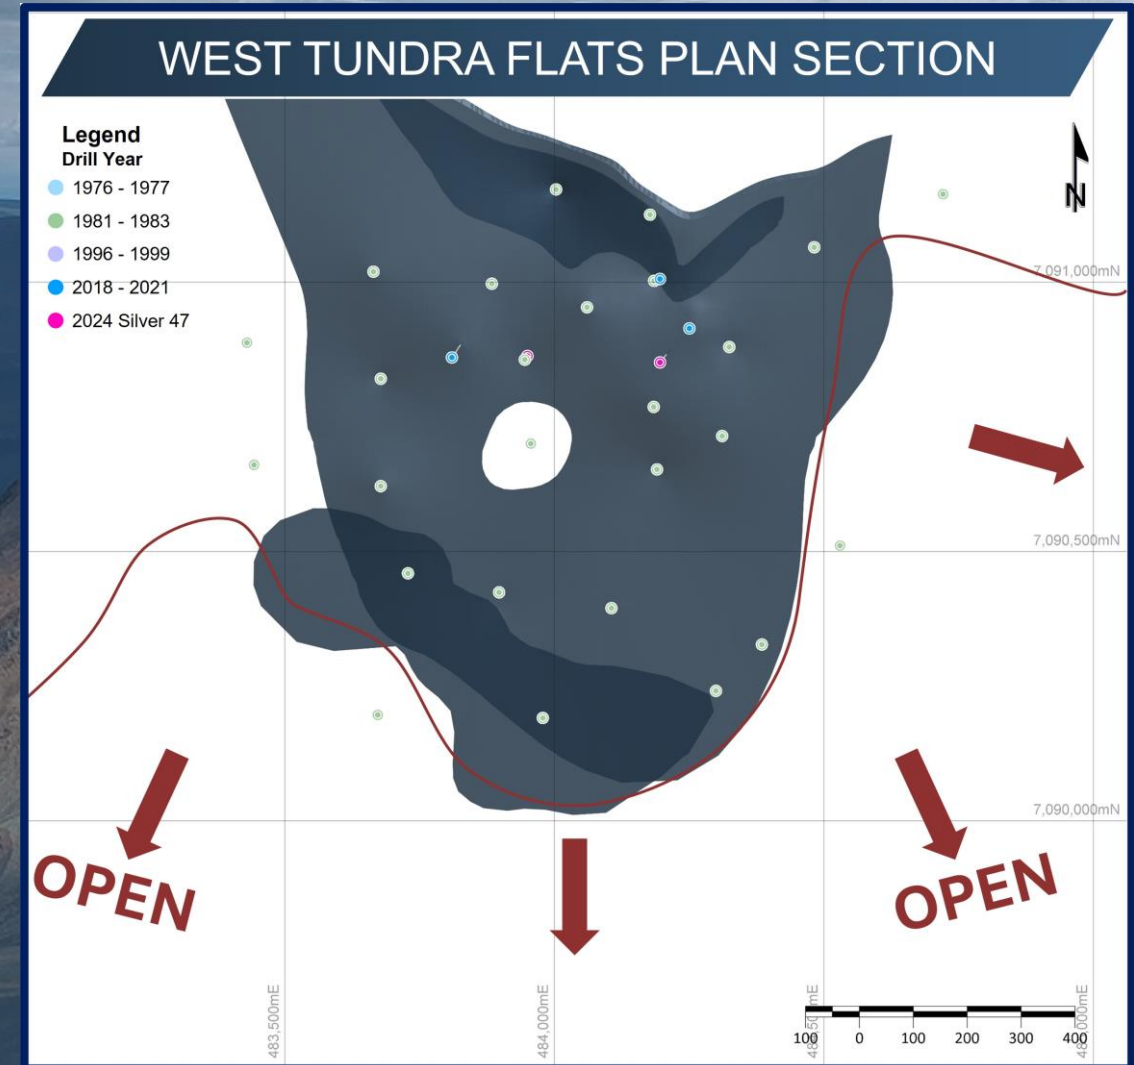 WEST TUNDRA FLATS PLAN SECTION
Legend
Drill Year
1976 - 1977
1981 - 1983
1996 - 1999
2018 - 2021
2024 Silver 47
N
7,091,000mN
7,090,500mN
7,090,000mN
OPEN
OPEN
483,500mE
484,000mE
100 0 100 200 300 400